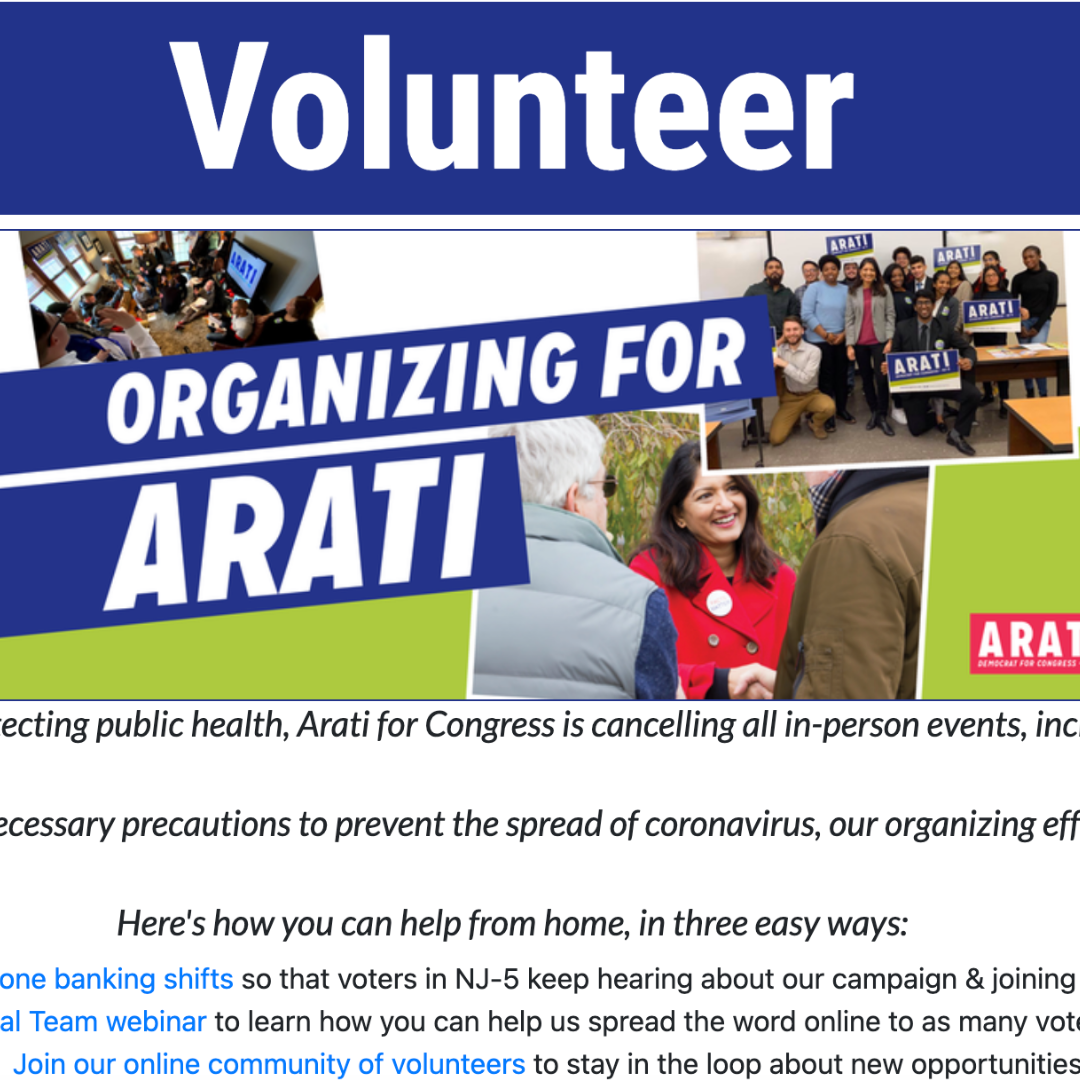 Volunteer
ARATI
ARATI
ARATI
ARATI
ARATI
ORGANIZING FOR
ARATI
ARAT
DEMOCRAT FOR CONGRESS
tecting public health, Arati for Congress is cancelling all in-person events, inc
ecessary precautions to prevent the spread of coronavirus, our organizing eff
Here's how you can help from home, in three easy ways:
one banking shifts so that voters in NJ-5 keep hearing about our campaign & joining
al Team webinar to learn how you can help us spread the word online to as many vote
Join our online community of volunteers to stay in the loop about new opportunities